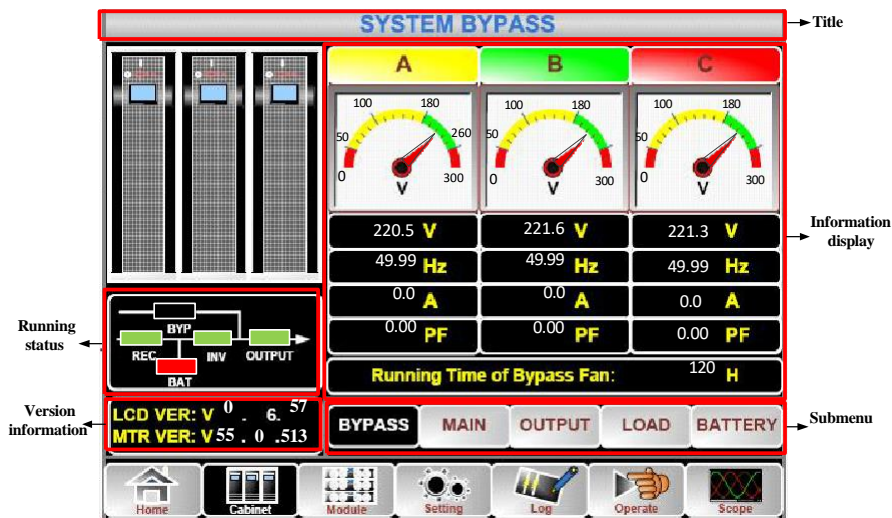 SYSTEM BYPASS
Title
A B C
100 180 100 180 100 180
50 260 50 50
0 300 0 300 0 300
V V V
220.5 V 221.6 V 221.3 V
49.99 Hz 49.99 Hz 49.99 Hz
0.0 A 0.0 A 0.0 A
0.00 PF 0.00 PF 0.00 PF
Running Time of Bypass Fan: 120 H
Information
display
BYP
REC INV OUTPUT
BAT
Running
status
LCD VER: V 0 . 6. 57
MTR VER: V 55 . 0 .513
Version
information
BYPASS MAIN OUTPUT LOAD BATTERY
Submenu
Home Cabinet Module Setting Log Operate Scope